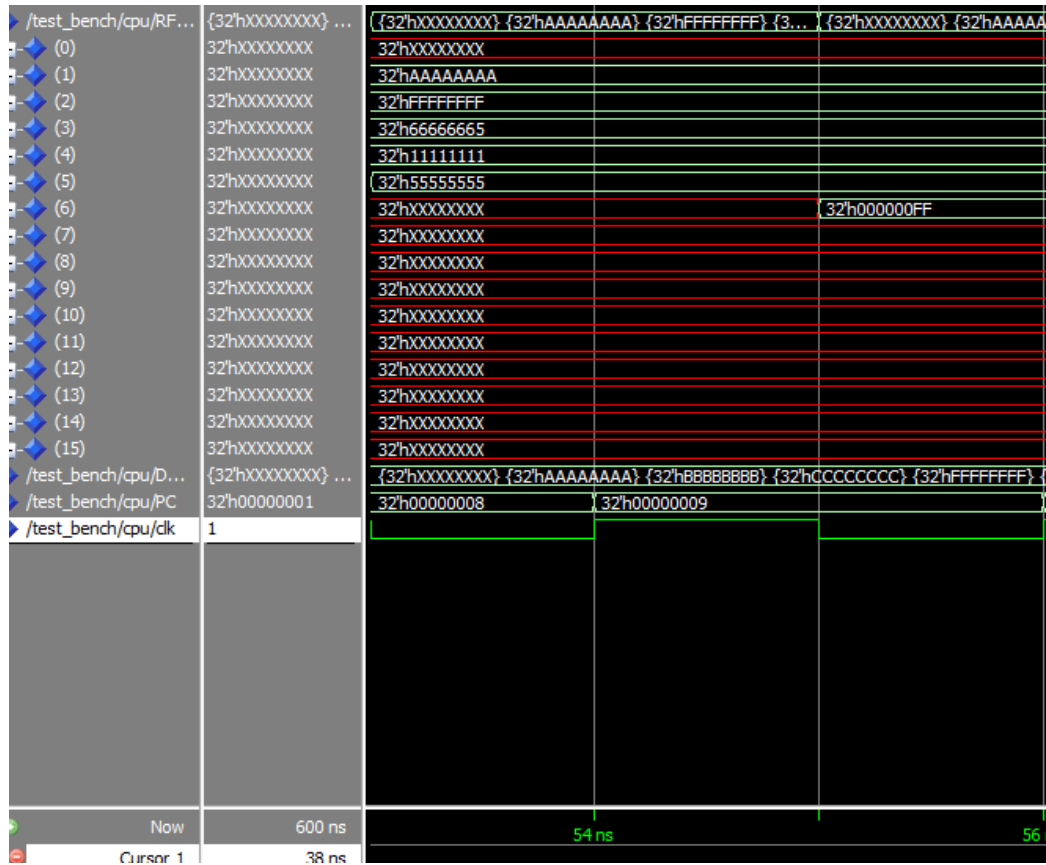 /test_bench/cpu/RF... {32'hXXXXXXXX} ... {32'hXXXXXXXX} {32'hAAAAAAAA} {32'hFFFFFFFF} {3... {32'hXXXXXXXX} {32'hAAAAA
(0) 32'hXXXXXXXX 32'hXXXXXXXX
(1) 32'hXXXXXXXX 32'hAAAAAAAA
(2) 32'hXXXXXXXX 32'hFFFFFFFF
(3) 32'hXXXXXXXX 32'h66666665
(4) 32'hXXXXXXXX 32'h11111111
(5) 32'hXXXXXXXX 32'h55555555
(6) 32'hXXXXXXXX 32'hXXXXXXXX 32'h000000FF
(7) 32'hXXXXXXXX 32'hXXXXXXXX
(8) 32'hXXXXXXXX 32'hXXXXXXXX
(9) 32'hXXXXXXXX 32'hXXXXXXXX
(10) 32'hXXXXXXXX 32'hXXXXXXXX
(11) 32'hXXXXXXXX 32'hXXXXXXXX
(12) 32'hXXXXXXXX 32'hXXXXXXXX
(13) 32'hXXXXXXXX 32'hXXXXXXXX
(14) 32'hXXXXXXXX 32'hXXXXXXXX
(15) 32'hXXXXXXXX 32'hXXXXXXXX
/test_bench/cpu/D... {32'hXXXXXXXX} ... {32'hXXXXXXXX} {32'hAAAAAAAA} {32'hBBBBBBBB} {32'hCCCCCCCC} {32'hFFFFFFFF} {
/test_bench/cpu/PC 32'h00000001 32'h00000008 32'h00000009
/test_bench/cpu/clk 1
Now 600 ns 54 ns 56
Cursor 1 38 ns